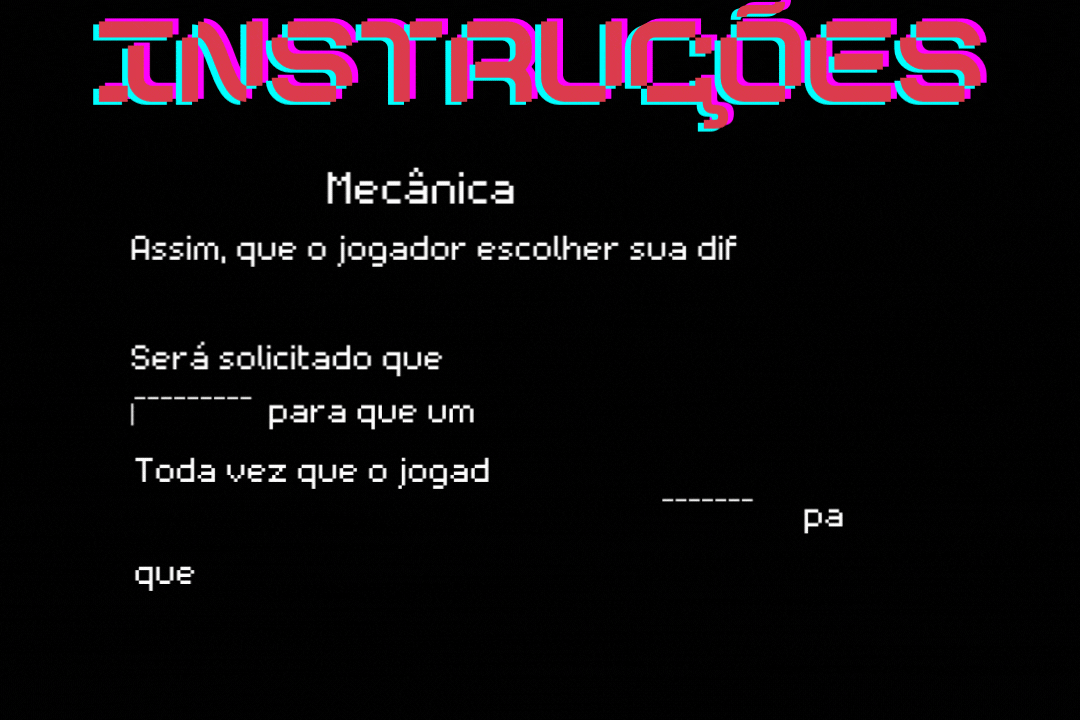 INSTRUÇÕES
Mecânica
Assim, que o jogador escolher sua dif
Será solicitado que
para que um
Toda vez que o jogad
pa
que